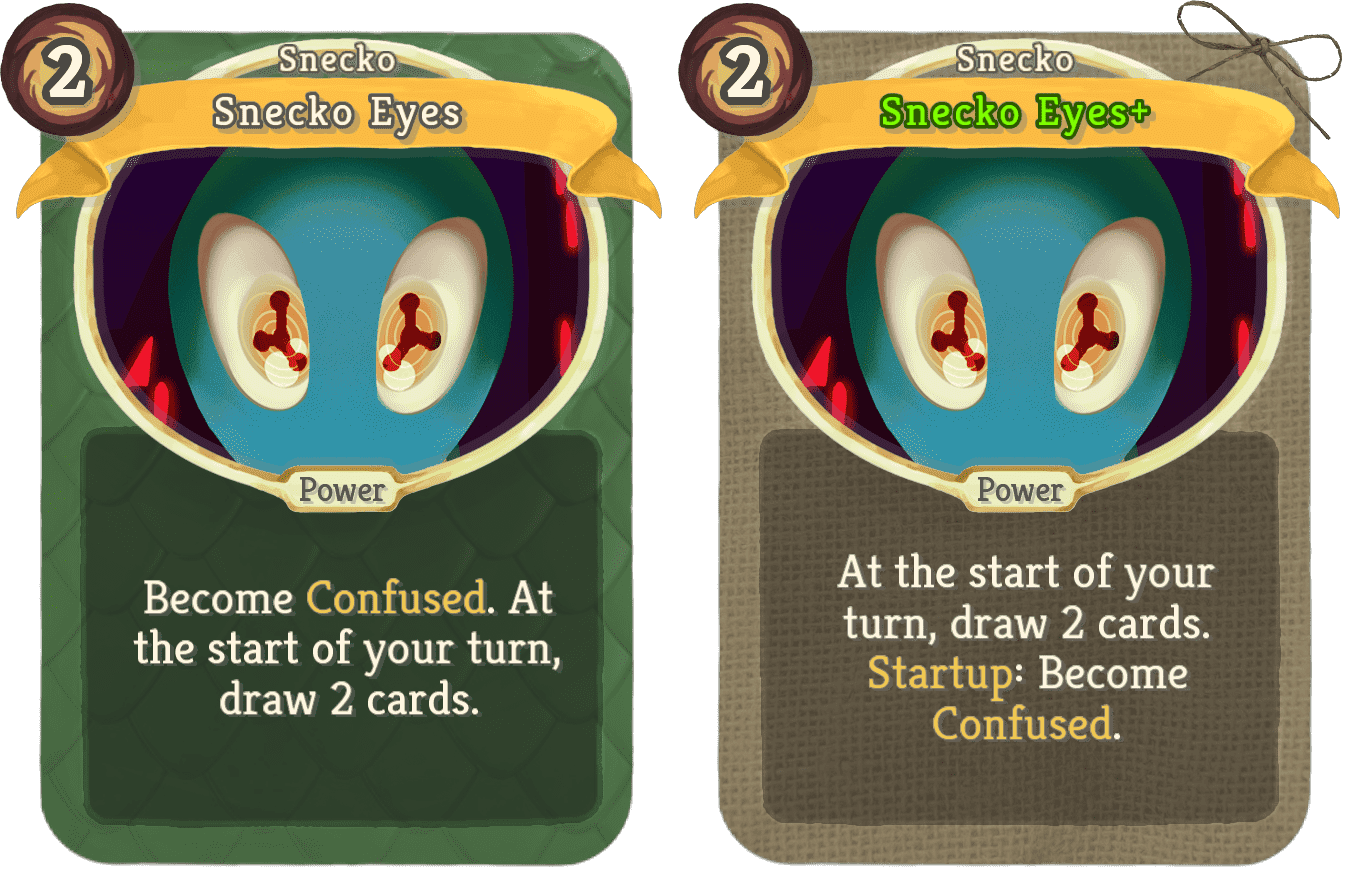 2
Snecko
Snecko Eyes
Power
Become Confused. At
the start of your turn,
draw 2 cards.
2
Snecko
Snecko Eyes+
Power
At the start of your
turn, draw 2 cards.
Startup: Become
Confused.